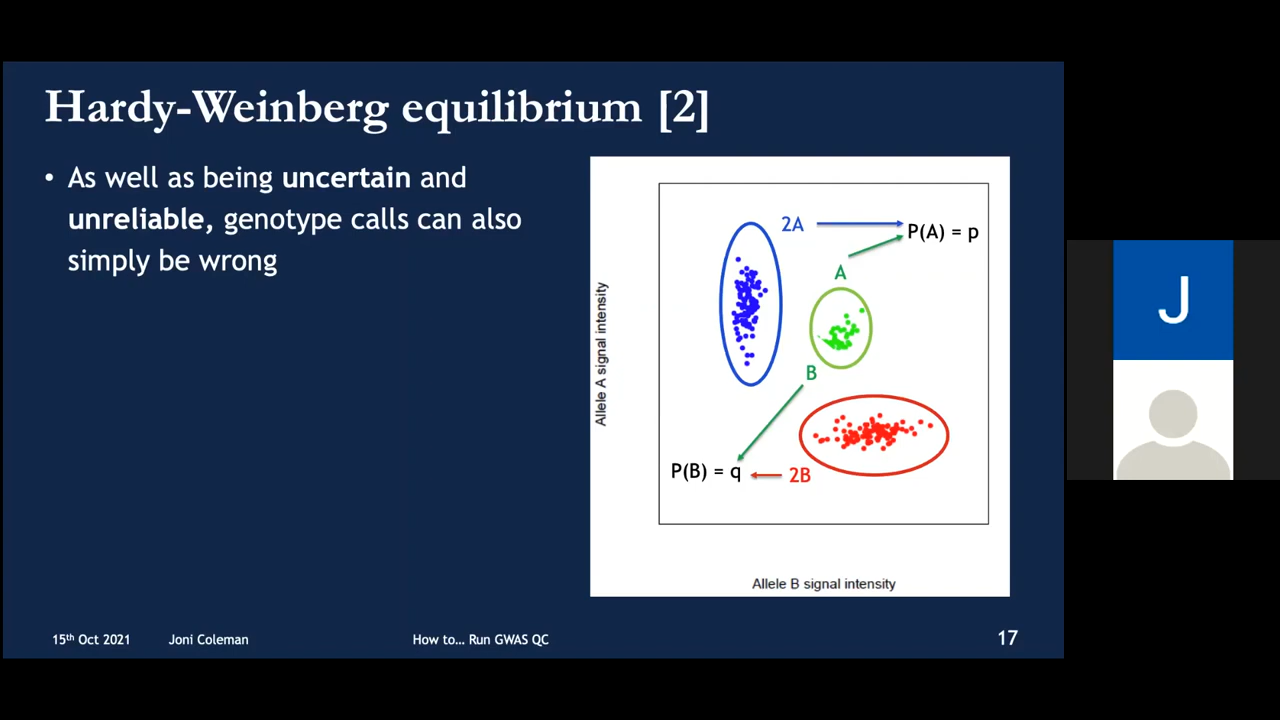 Hardy-Weinberg equilibrium [2]
• As well as being uncertain and
unreliable, genotype calls can also
simply be wrong
2A
P(A) = p
A
B
P(B) = q
2B
Allele A signal intensity
Allele B signal intensity
15th Oct 2021
Joni Coleman
How to... Run GWAS QC
17
J